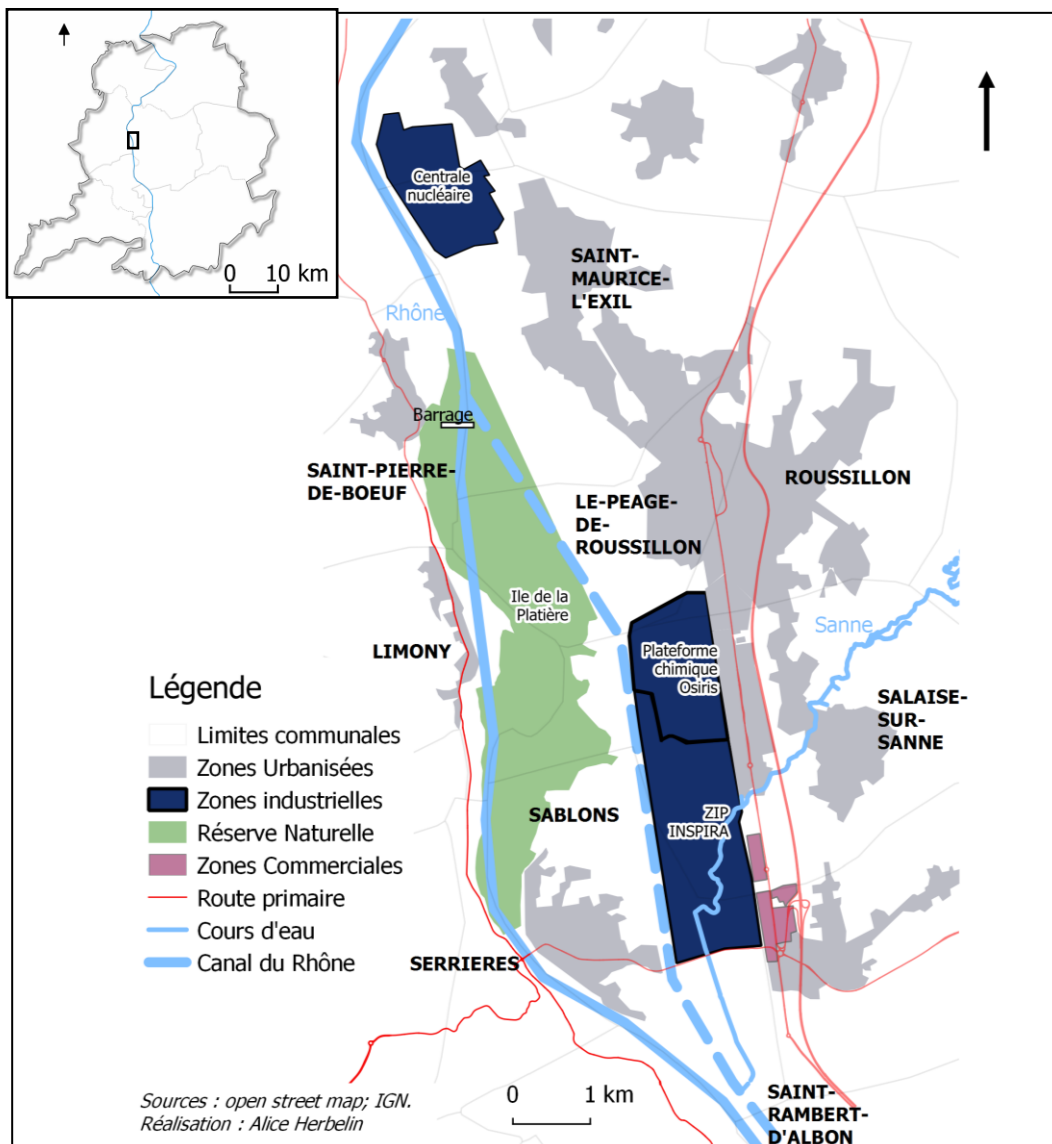 0 10 km
Centrale
nucléaire
SAINT-
MAURICE-
L'EXIL
Rhône
Barrage
SAINT-PIERRE-
DE-BOEUF
ROUSSILLON
LE-PEAGE-
DE-
ROUSSILLON
Ile de la
Platière
Sanne
LIMONY
Plateforme
chimique
Osiris
SALAISE-
SUR-
SANNE
SABLONS
ZIP
INSPIRA
SERRIERES
SAINT-
RAMBERT-
D'ALBON
Légende
Limites communales
Zones Urbanisées
Zones industrielles
Réserve Naturelle
Zones Commerciales
Route primaire
Cours d'eau
Canal du Rhône
0 1 km
Sources : open street map; IGN.
Réalisation : Alice Herbelin